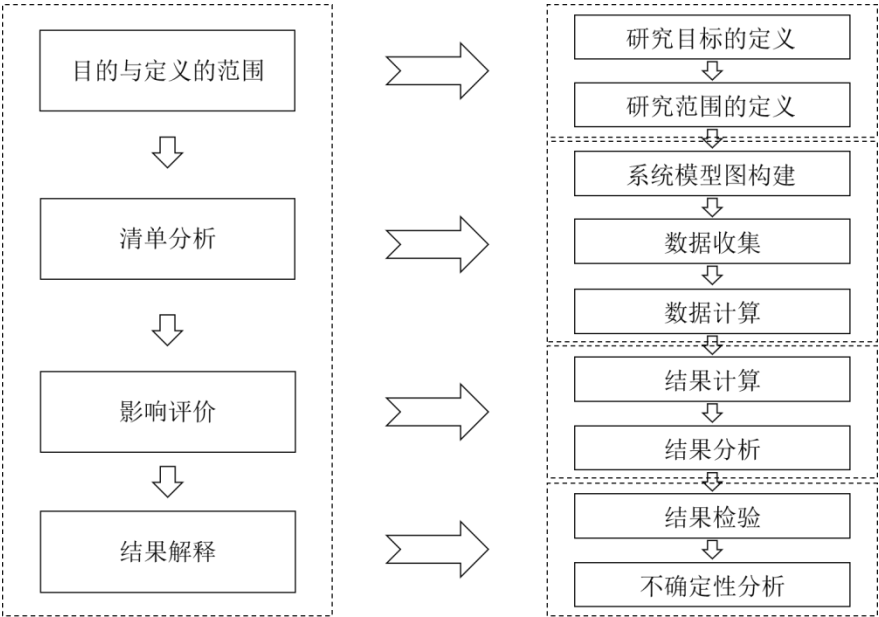 目的与定义的范围
清单分析
影响评价
结果解释
研究目标的定义
研究范围的定义
系统模型图构建
数据收集
数据计算
结果计算
结果分析
结果检验
不确定性分析